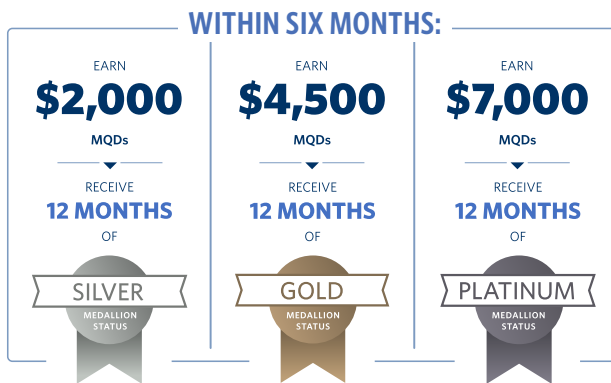 WITHIN SIX MONTHS:
EARN
$2,000
MQDs
RECEIVE
12 MONTHS
OF
SILVER
MEDALLION
STATUS
EARN
$4,500
MQDs
RECEIVE
12 MONTHS
OF
GOLD
MEDALLION
STATUS
EARN
$7,000
MQDs
RECEIVE
12 MONTHS
OF
PLATINUM
MEDALLION
STATUS